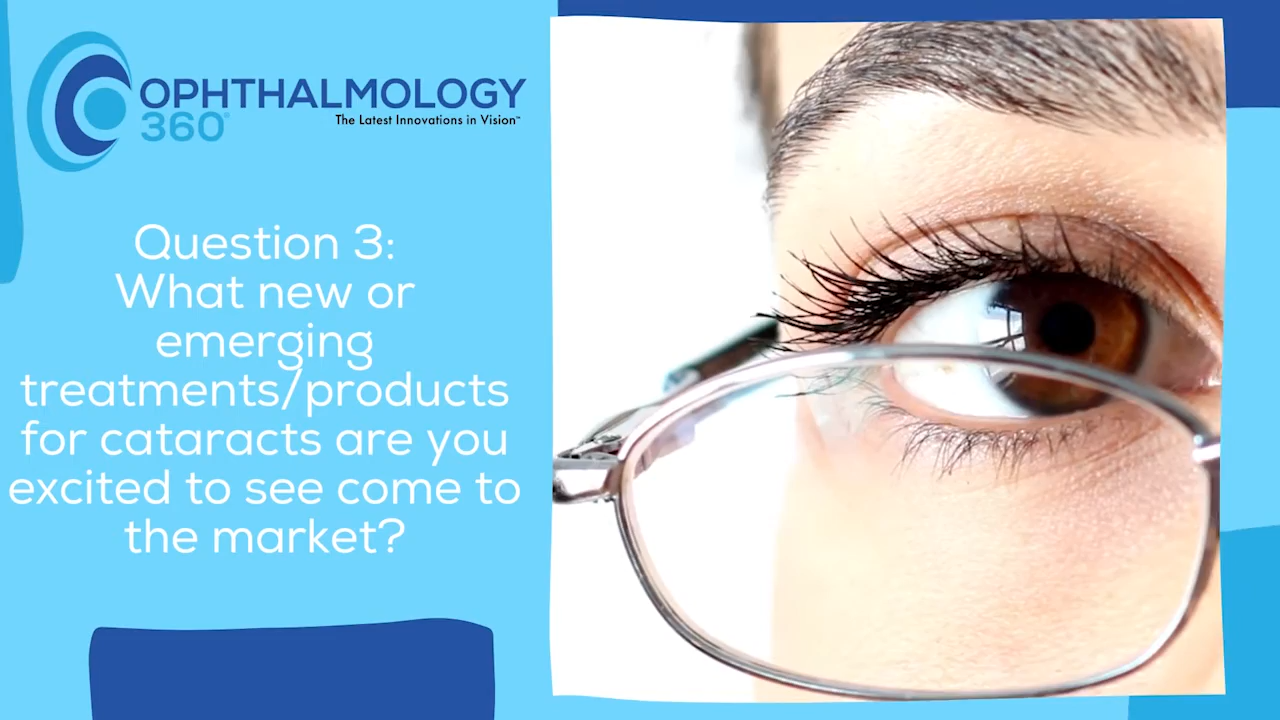 OPHTHALMOLOGY
360®
The Latest Innovations in Vision™
Question 3:
What new or
emerging
treatments/products
for cataracts are you
excited to see come to
the market?